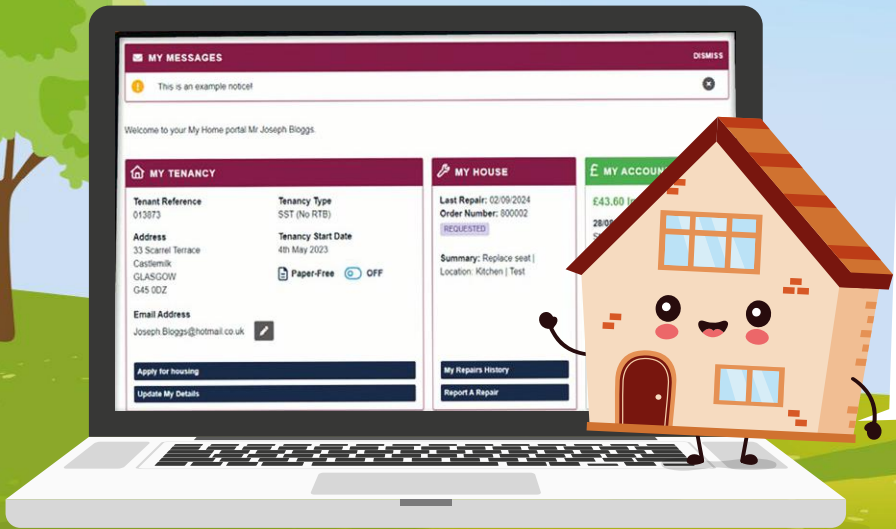 MY MESSAGES
DISMISS
This is an example notice!
Welcome to your My Home portal Mr Joseph Bloggs.
MY TENANCY
Tenant Reference
013873
Tenancy Type
SST (No RTB)
Address
33 Scarrel Terrace
Castlemilk
GLASGOW
G45 0DZ
Tenancy Start Date
4th May 2023
Paper-Free OFF
Email Address
Joseph.Bloggs@hotmail.co.uk
Apply for housing
Update My Details
MY HOUSE
Last Repair: 02/09/2024
Order Number: 800002
REQUESTED
Summary: Replace seat |
Location: Kitchen | Test
My Repairs History
Report A Repair
£ MY ACCOUN
£43.60
28/08